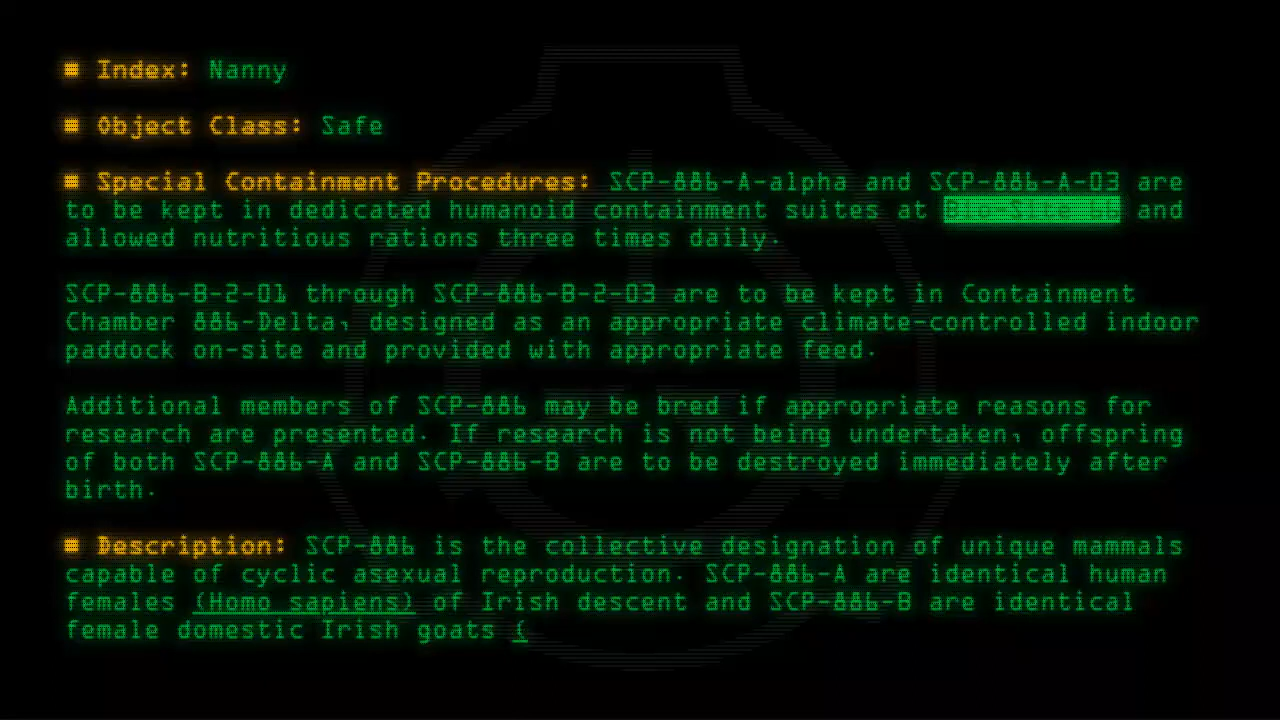 ■ Index: Nanny
■ Object Class: Safe
■ Special Containment Procedures: SCP-886-A-alpha and SCP-886-A-03 are
to be kept in dedicated humanoid containment suites at and
allowed nutritious rations three times daily.
SCP-886-B-2-01 through SCP-886-B-2-03 are to be kept in Containment
Chamber 886-Delta, designed as an appropriate climate-controlled indoor
paddock on-site and provided with appropriate food.
Additional members of SCP-886 may be bred if appropriate reasons for
research are presented. If research is not being undertaken, offspring
of both SCP-886-A and SCP-886-B are to be destroyed immediately after
birth.
■ Description: SCP-886 is the collective designation of unique mammals
capable of cyclic asexual reproduction. SCP-886-A are identical human
females (Homo sapiens) of Irish descent and SCP-886-B are identical
female domestic Irish goats (